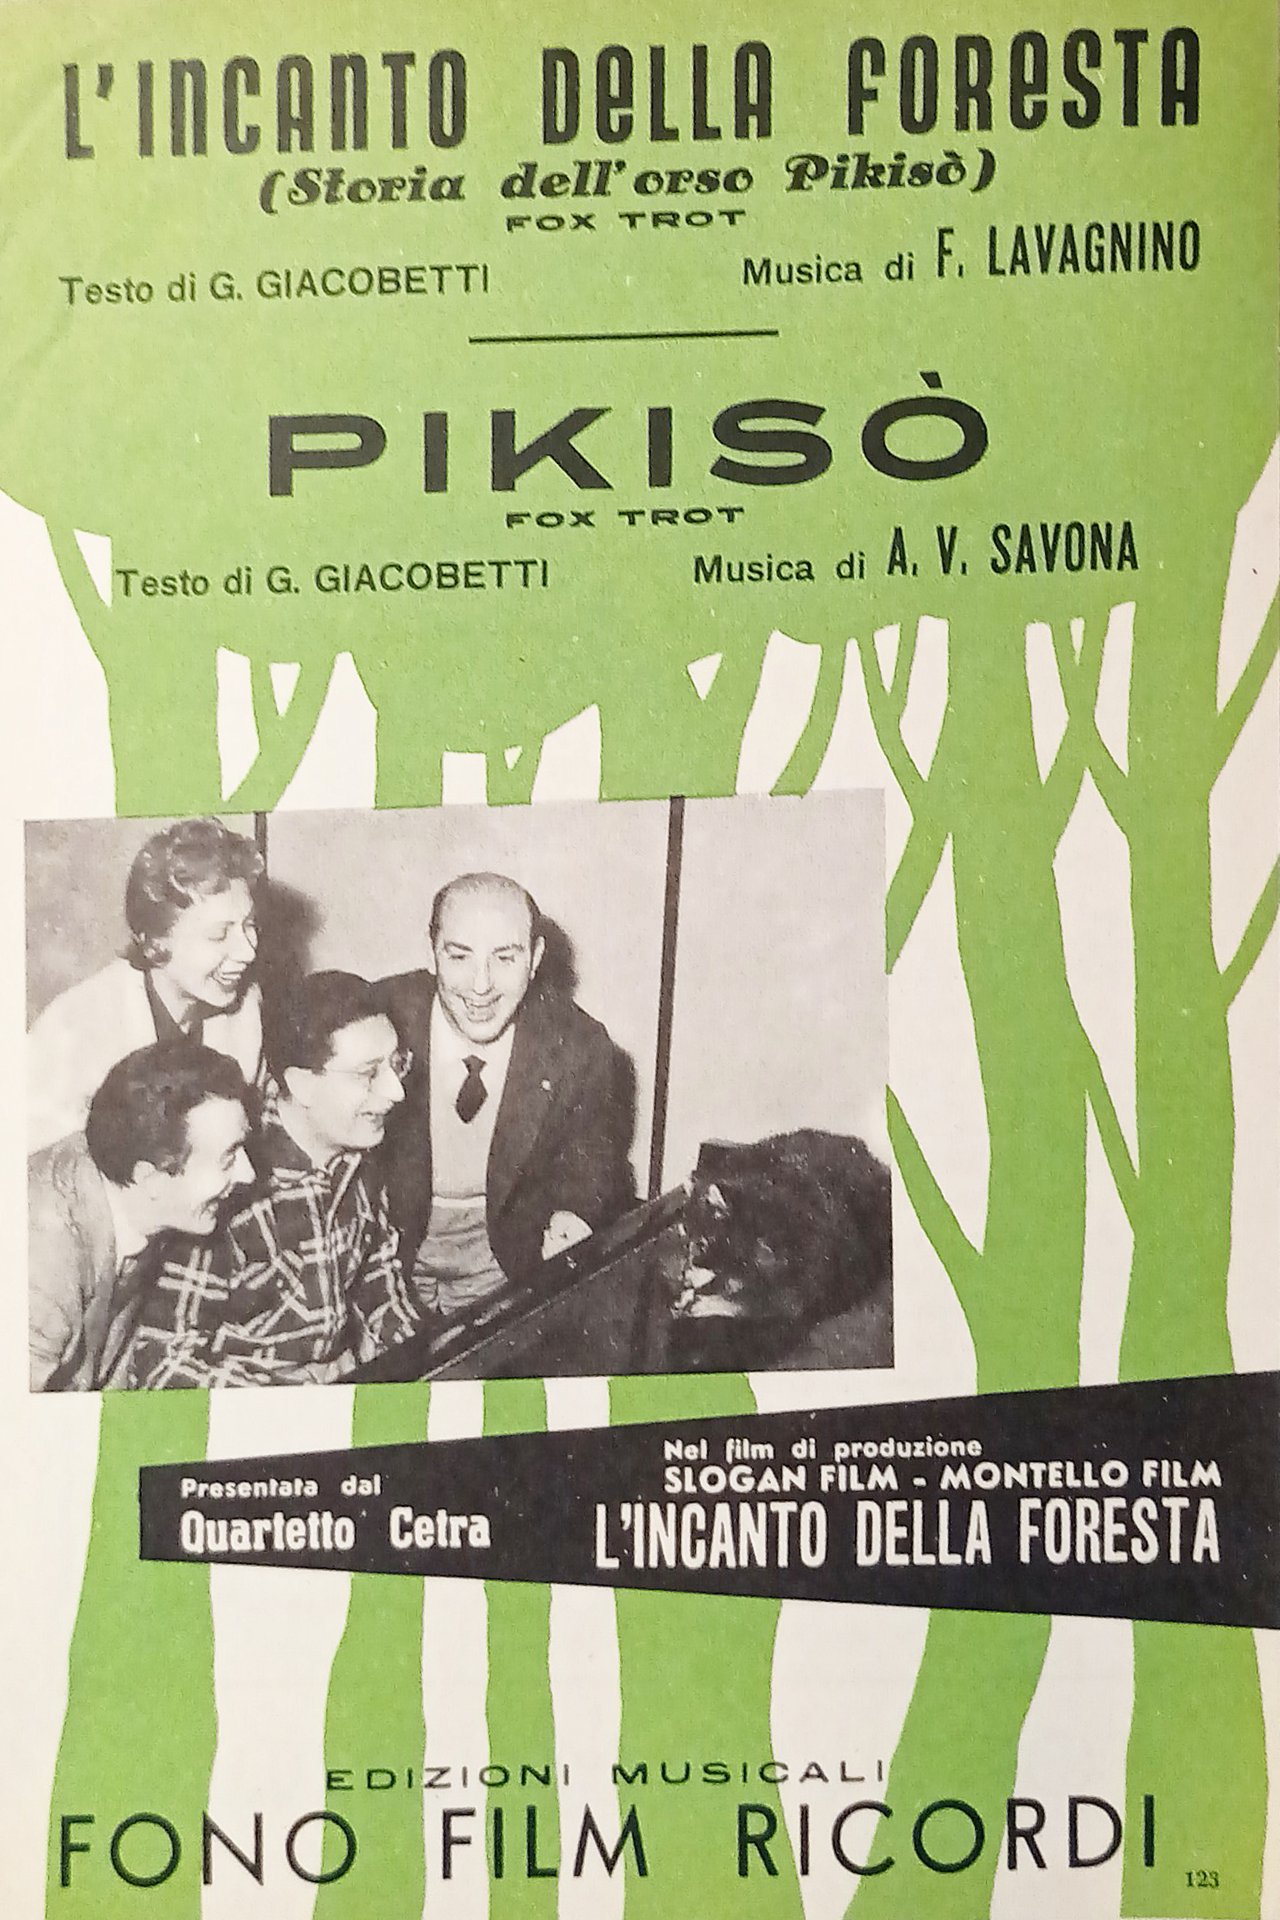 L'INCANTO DELLA FORESTA
(Storia dell'orso Pikisò)
FOX TROT
Testo di G. GIACOBETTI Musica di F. LAVAGNINO
PIKISÒ
FOX TROT
Testo di G. GIACOBETTI Musica di A. V. SAVONA
Presentata dal
Quartetto Cetra
Nel film di produzione
SLOGAN FILM - MONTELLO FILM
L'INCANTO DELLA FORESTA
EDIZIONI MUSICALI
FONO FILM RICORDI
123